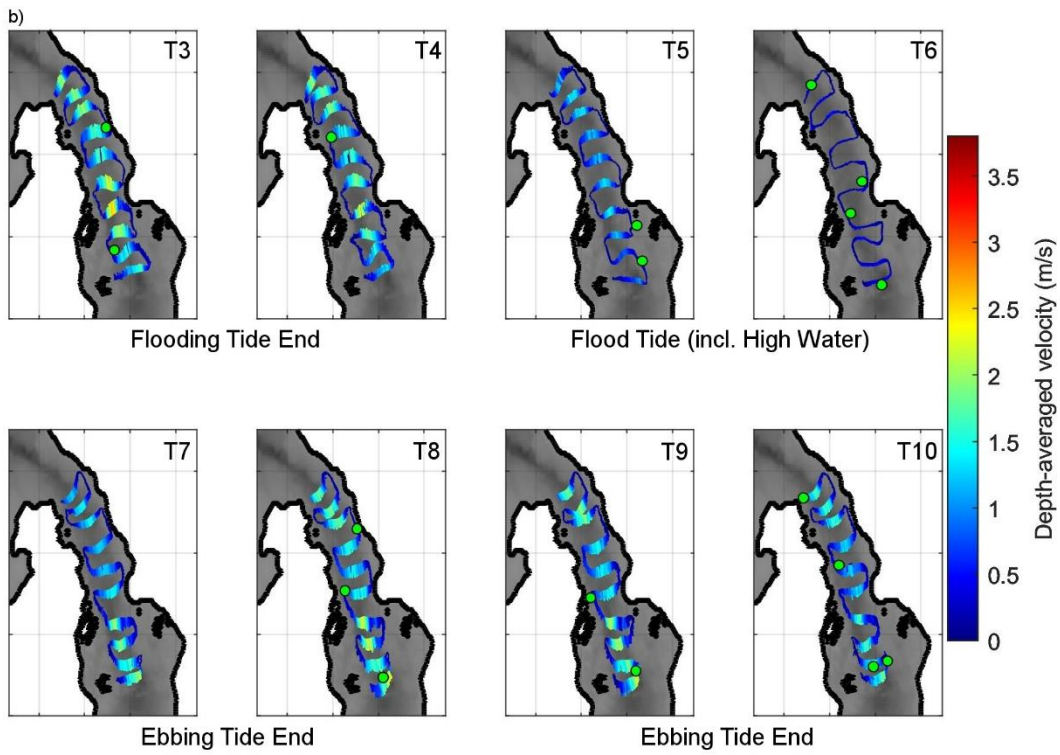 b)
T3
T4
T5
T6
Flooding Tide End
Flood Tide (incl. High Water)
T7
T8
T9
T10
Ebbing Tide End
Ebbing Tide End
3.5
3
2.5
2
1.5
1
0.5
0
Depth-averaged velocity (m/s)